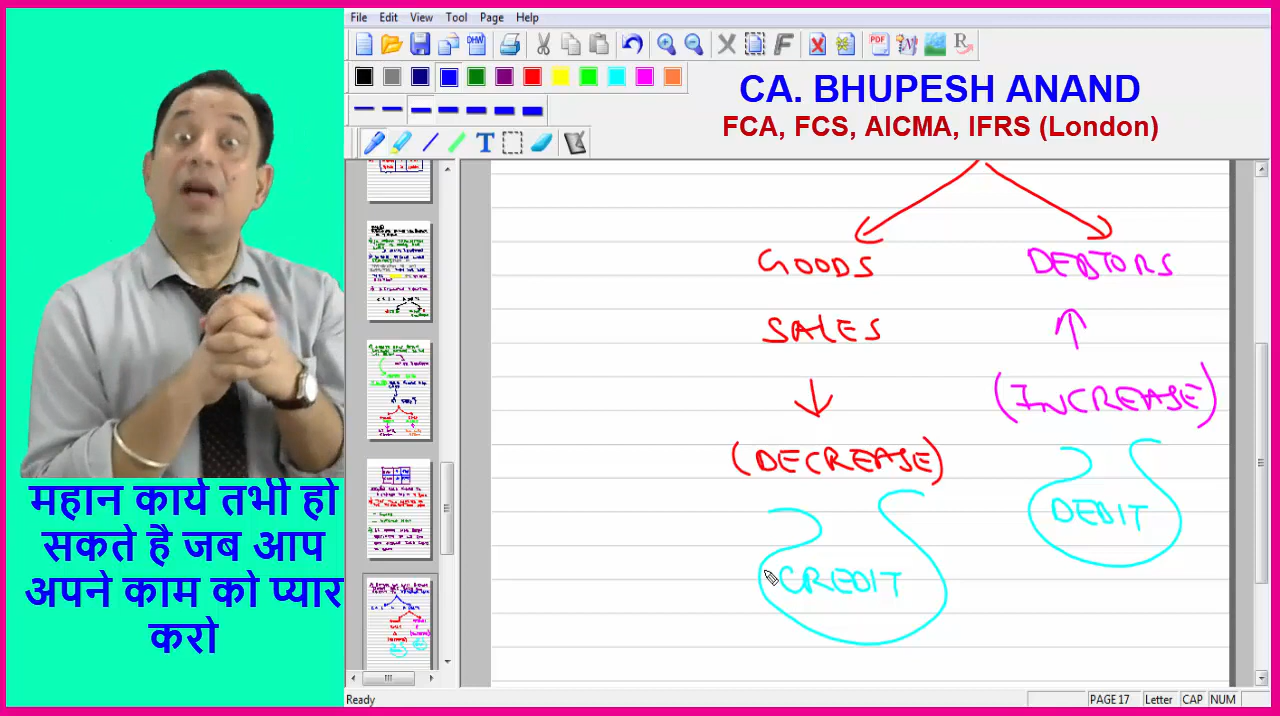 File Edit View Tool Page Help
CA. BHUPESH ANAND
FCA, FCS, AICMA, IFRS (London)
GOODS DEBTORS
SALES
(INCREASE)
(DECREASE)
DEBIT
CREDIT
महान कार्य तभी हो
सकते है जब आप
अपने काम को प्यार
करो
Ready PAGE 17 Letter CAP NUM